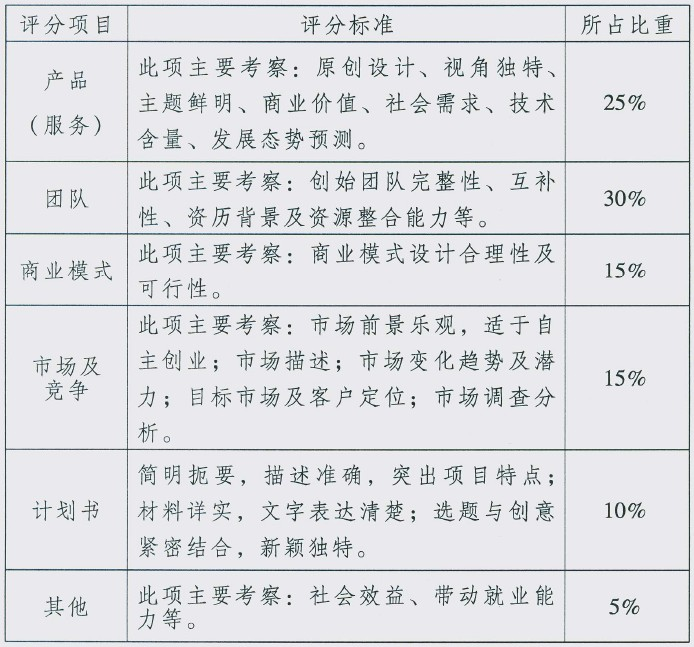 评分项目 评分标准 所占比重
产品
（服务）
此项主要考察：原创设计、视角独特、
主题鲜明、商业价值、社会需求、技术
含量、发展态势预测。
25%
团队
此项主要考察：创始团队完整性、互补
性、资历背景及资源整合能力等。
30%
商业模式
此项主要考察：商业模式设计合理性及
可行性。
15%
市场及
竞争
此项主要考察：市场前景乐观，适于自
主创业；市场描述；市场变化趋势及潜
力；目标市场及客户定位；市场调查分
析。
15%
计划书
简明扼要，描述准确，突出项目特点；
材料详实，文字表达清楚；选题与创意
紧密结合，新颖独特。
10%
其他
此项主要考察：社会效益、带动就业能
力等。
5%